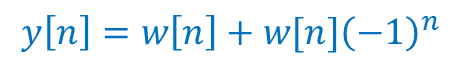 y[n] = w[n] + w[n](−1)ⁿ